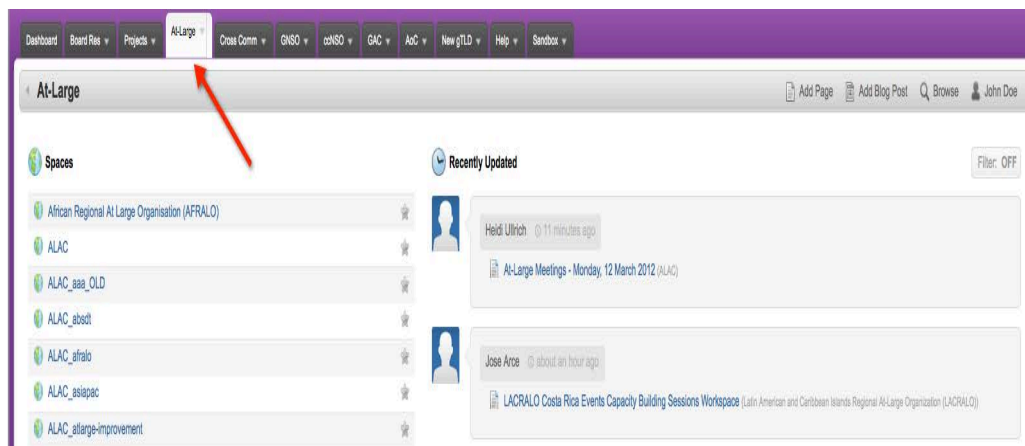 Dashboard Board Res Projects At-Large Cross Comm GNSO ccNSO GAC AoC New gTLD Help Sandbox
At-Large
Add Page Add Blog Post Browse John Doe
Spaces
African Regional At Large Organisation (AFRALO)
ALAC
ALAC_aaa_OLD
ALAC_absdt
ALAC_afralo
ALAC_asiapac
ALAC_atlarge-improvement
Recently Updated
Filter: OFF
Heidi Ullrich 11 minutes ago
At-Large Meetings - Monday, 12 March 2012 (ALAC)
Jose Arce about an hour ago
LACRALO Costa Rica Events Capacity Building Sessions Workspace (Latin American and Caribbean Islands Regional At-Large Organization (LACRALO))